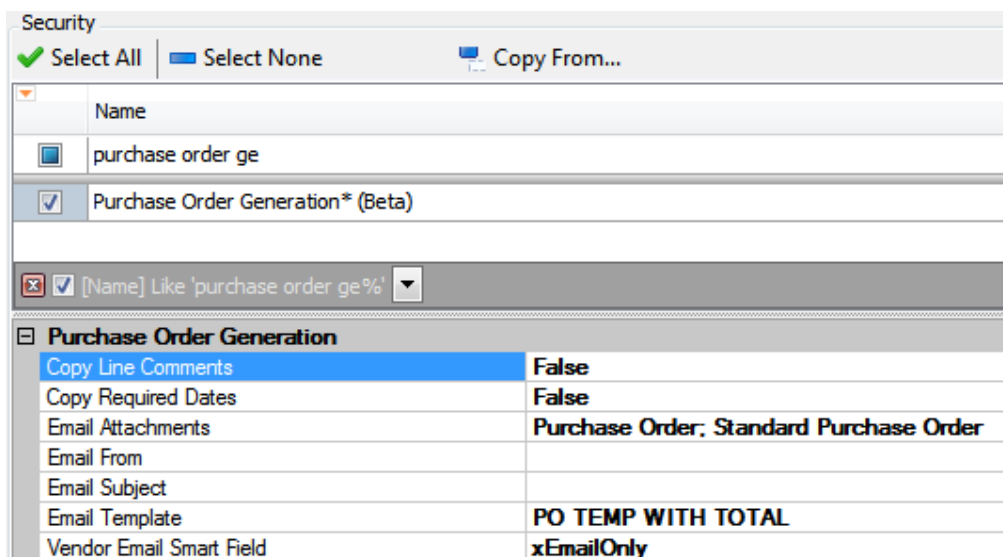 Security
Select All Select None Copy From...
Name
purchase order ge
Purchase Order Generation* (Beta)
[Name] Like 'purchase order ge%'
Purchase Order Generation
Copy Line Comments False
Copy Required Dates False
Email Attachments Purchase Order; Standard Purchase Order
Email From
Email Subject
Email Template PO TEMP WITH TOTAL
Vendor Email Smart Field xEmailOnly